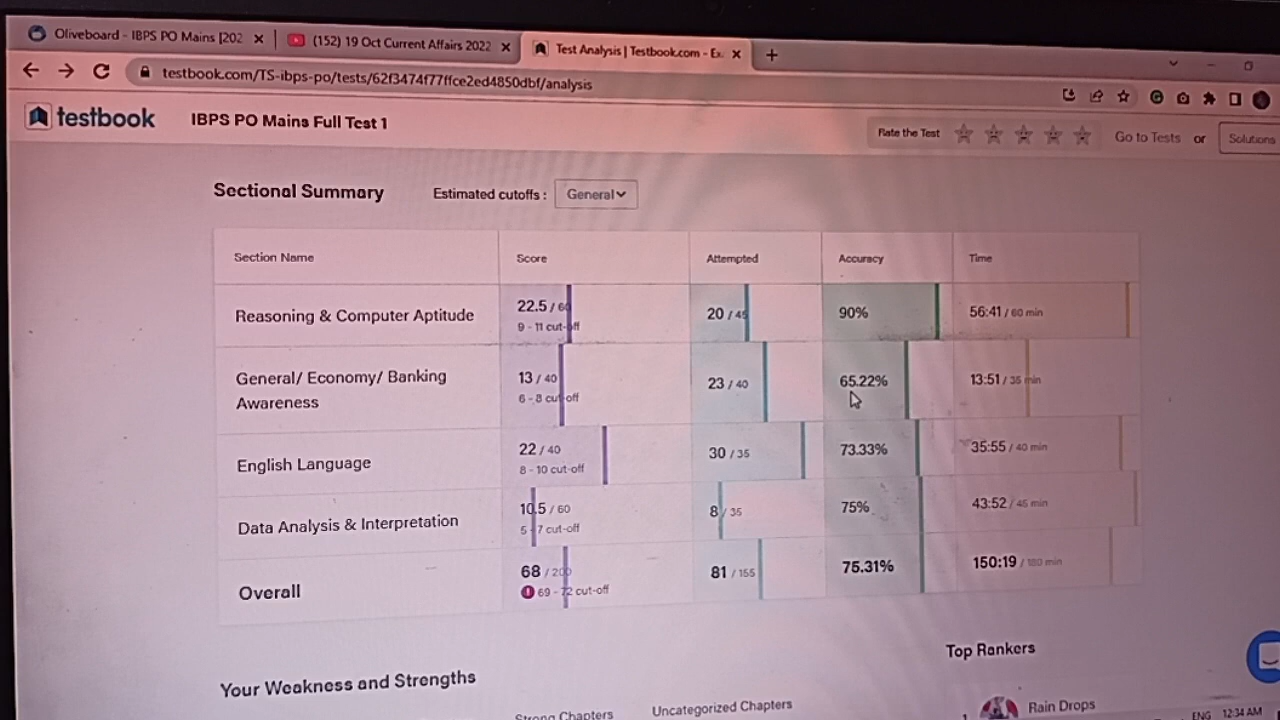 Oliveboard - IBPS PO Mains |202
(152) 19 Oct Current Affairs 2022
Test Analysis | Testbook.com - Ex
testbook.com/TS-ibps-po/tests/62f3474f77ffce2ed4850dbf/analysis
testbook
IBPS PO Mains Full Test 1
Rate the Test
Go to Tests or Solutions
Sectional Summary
Estimated cutoffs : General
Section Name Score Attempted Accuracy Time
Reasoning & Computer Aptitude 22.5 / 60 20 / 45 90% 56:41 / 60 min
9 - 11 cut-off
General/ Economy/ Banking Awareness 13 / 40 23 / 40 65.22% 13:51 / 35 min
6 - 8 cut-off
English Language 22 / 40 30 / 35 73.33% 35:55 / 40 min
8 - 10 cut-off
Data Analysis & Interpretation 10.5 / 60 8 / 35 75% 43:52 / 45 min
5 - 7 cut-off
Overall 68 / 200 81 / 155 75.31% 150:19 / 180 min
69 - 72 cut-off
Your Weakness and Strengths
Top Rankers
Strong Chapters
Uncategorized Chapters
1 Rain Drops
ENG 12:34 AM